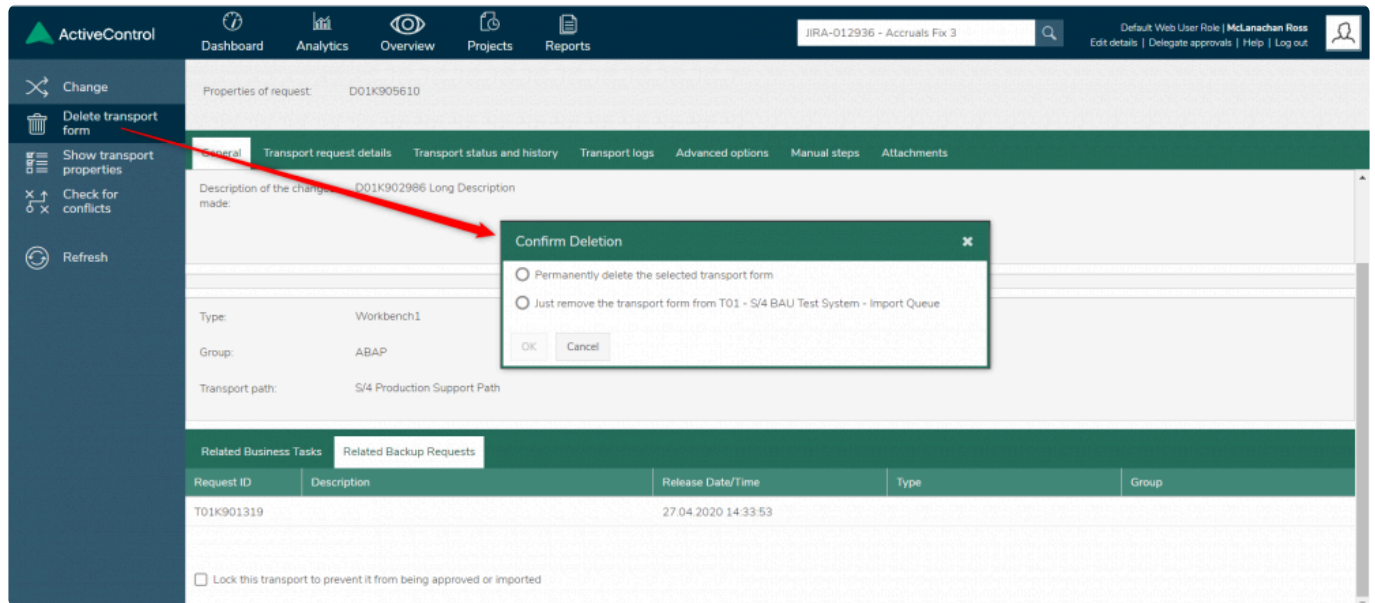 ActiveControl
Dashboard
Analytics
Overview
Projects
Reports
JIRA-012936 - Accruals Fix 3
Default Web User Role | McLanachan Ross
Edit details | Delegate approvals | Help | Log out
Change
Delete transport
form
Show transport
properties
Check for
conflicts
Refresh
Properties of request: D01K905610
General
Transport request details
Transport status and history
Transport logs
Advanced options
Manual steps
Attachments
Description of the changes D01K902986 Long Description
made:
Confirm Deletion
Permanently delete the selected transport form
Just remove the transport form from T01 - S/4 BAU Test System - Import Queue
OK Cancel
Type: Workbench1
Group: ABAP
Transport path: S/4 Production Support Path
Related Business Tasks
Related Backup Requests
Request ID Description Release Date/Time Type Group
T01K901319 27.04.2020 14:33:53
Lock this transport to prevent it from being approved or imported